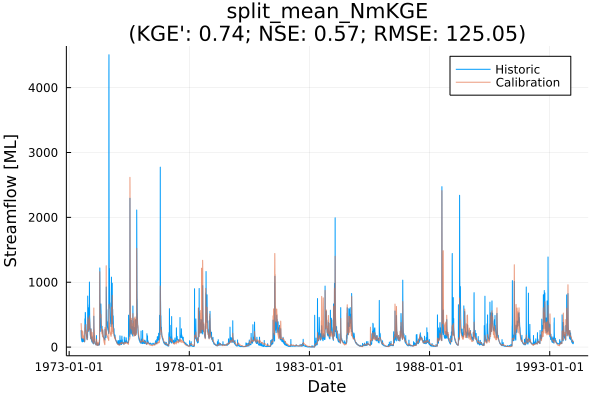 split_mean_NmKGE
(KGE': 0.74; NSE: 0.57; RMSE: 125.05)
Historic
Calibration
Streamflow [ML]
4000
3000
2000
1000
0
1973-01-01 1978-01-01 1983-01-01 1988-01-01 1993-01-01
Date